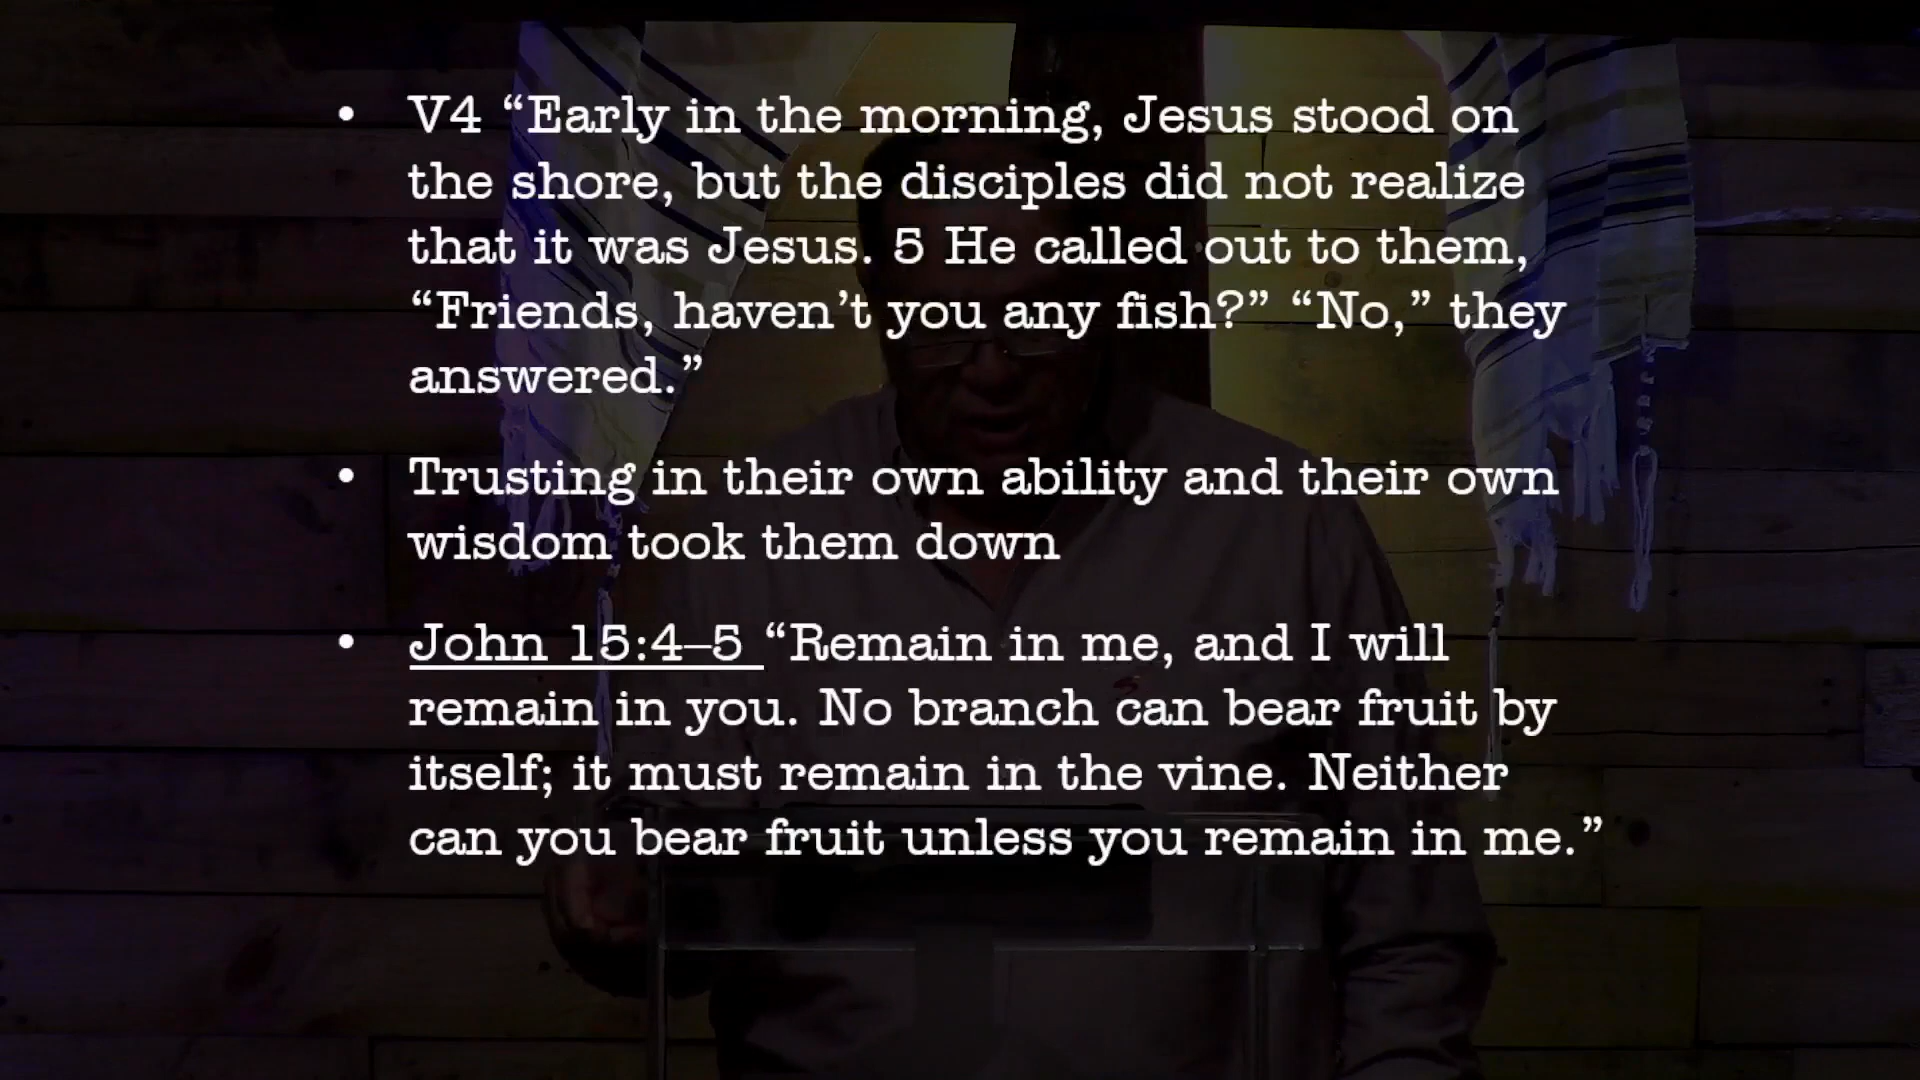 • V4 “Early in the morning, Jesus stood on
the shore, but the disciples did not realize
that it was Jesus. 5 He called out to them,
“Friends, haven’t you any fish?” “No,” they
answered.”
• Trusting in their own ability and their own
wisdom took them down
• John 15:4–5 “Remain in me, and I will
remain in you. No branch can bear fruit by
itself; it must remain in the vine. Neither
can you bear fruit unless you remain in me.”